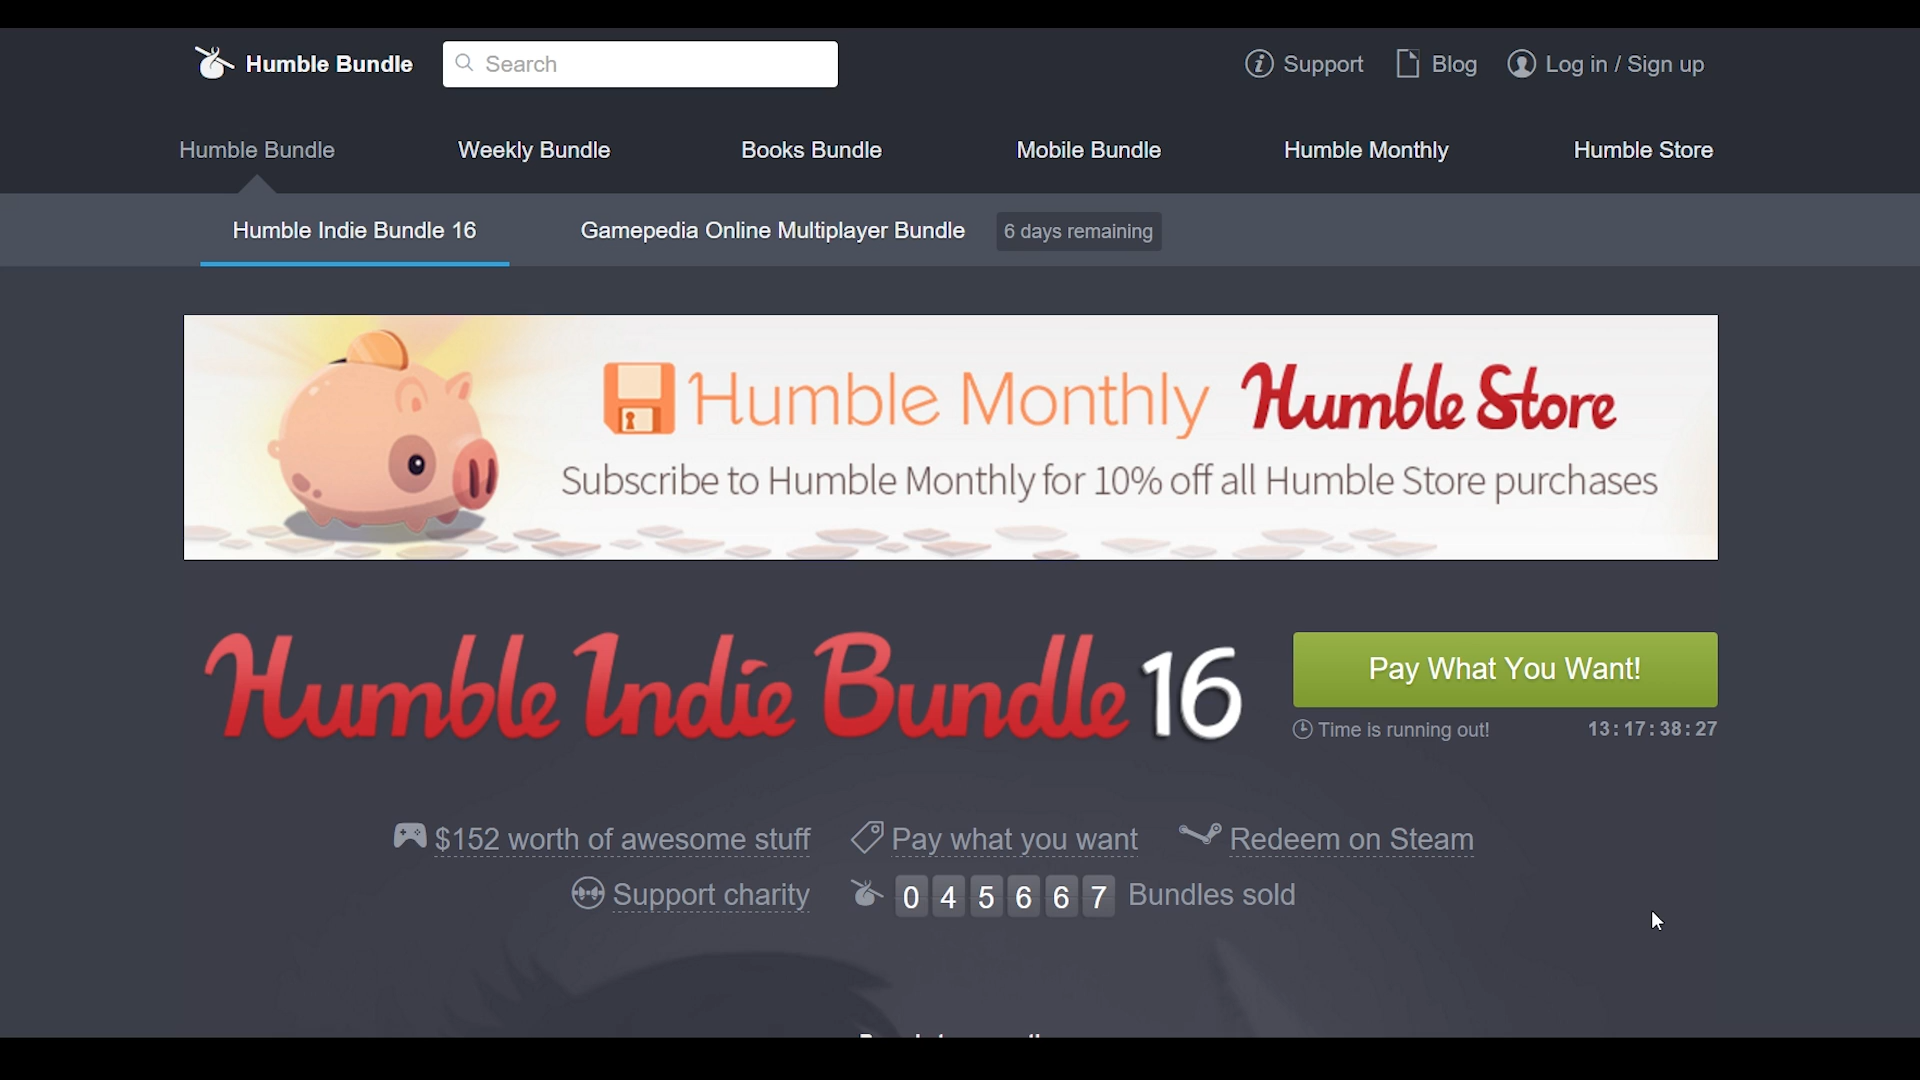 Humble Bundle
Search
Support
Blog
Log in / Sign up
Humble Bundle
Weekly Bundle
Books Bundle
Mobile Bundle
Humble Monthly
Humble Store
Humble Indie Bundle 16
Gamepedia Online Multiplayer Bundle
6 days remaining
Humble Monthly
Humble Store
Subscribe to Humble Monthly for 10% off all Humble Store purchases
Humble Indie Bundle 16
Pay What You Want!
Time is running out!
13:17:38:27
$152 worth of awesome stuff
Pay what you want
Redeem on Steam
Support charity
045667 Bundles sold